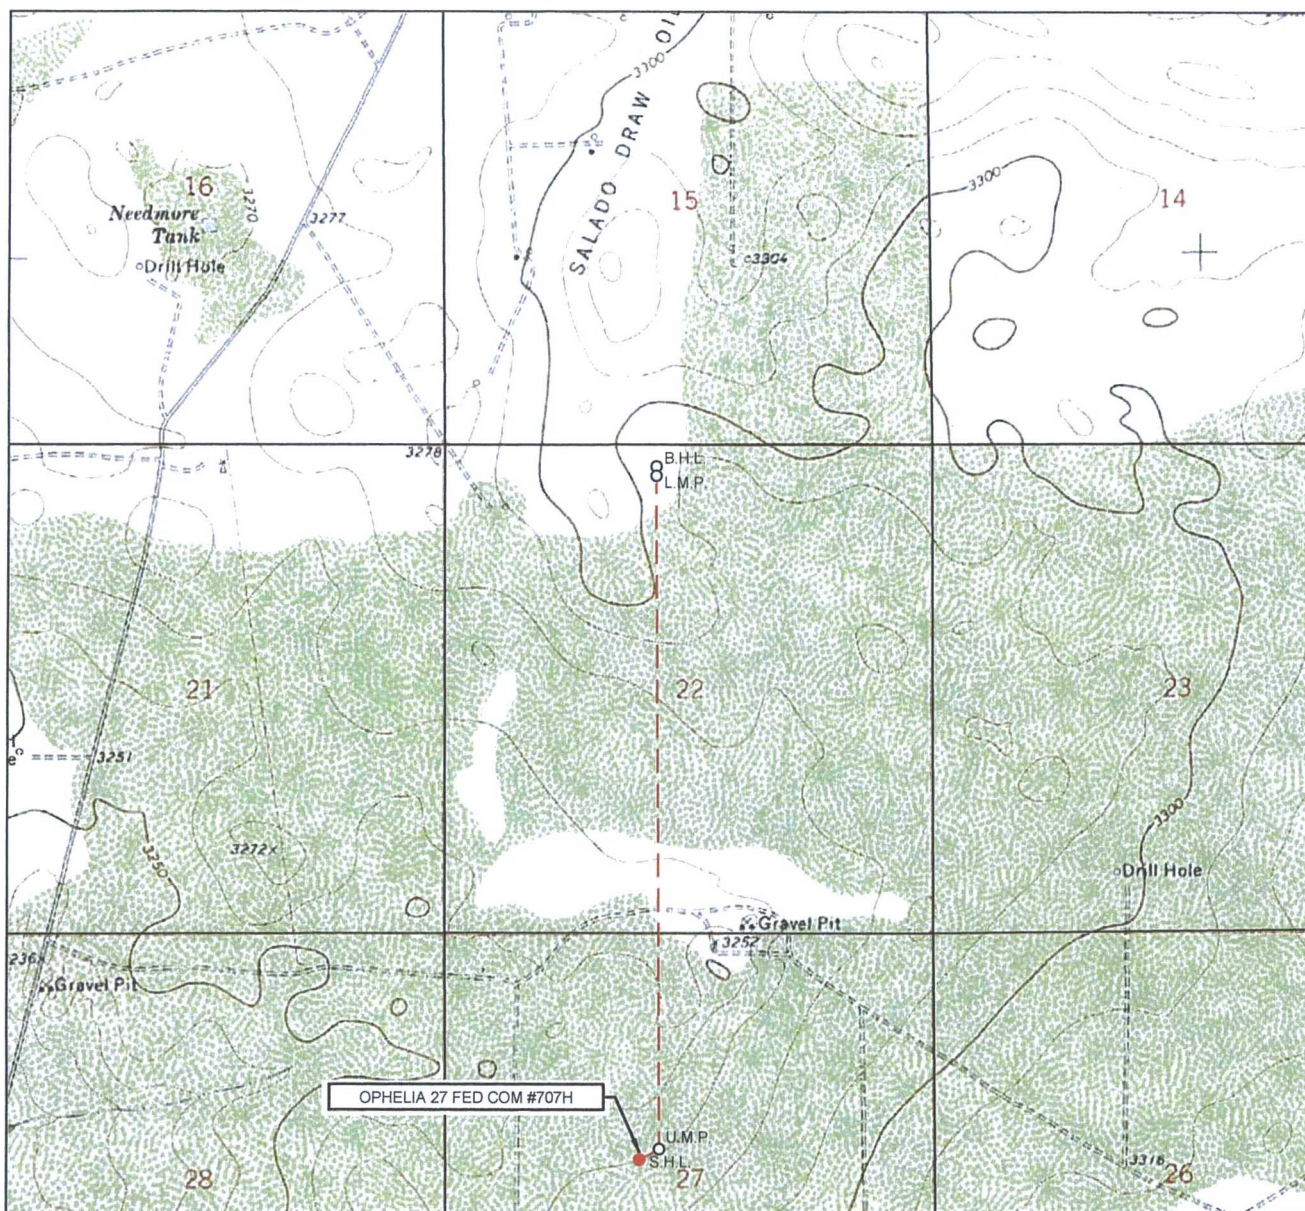 3300
SALADO DRAW OI
16
3270
Needmore
Tank
3277
Drill Hole
15
3304
3300
14
3278
B.H.L.
L.M.P.
21
22
23
3251
3250
3272
3300
Drill Hole
Gravel Pit
3252
236
Gravel Pit
OPHELIA 27 FED COM #707H
U.M.P.
S.H.L.
28
27
3316
26